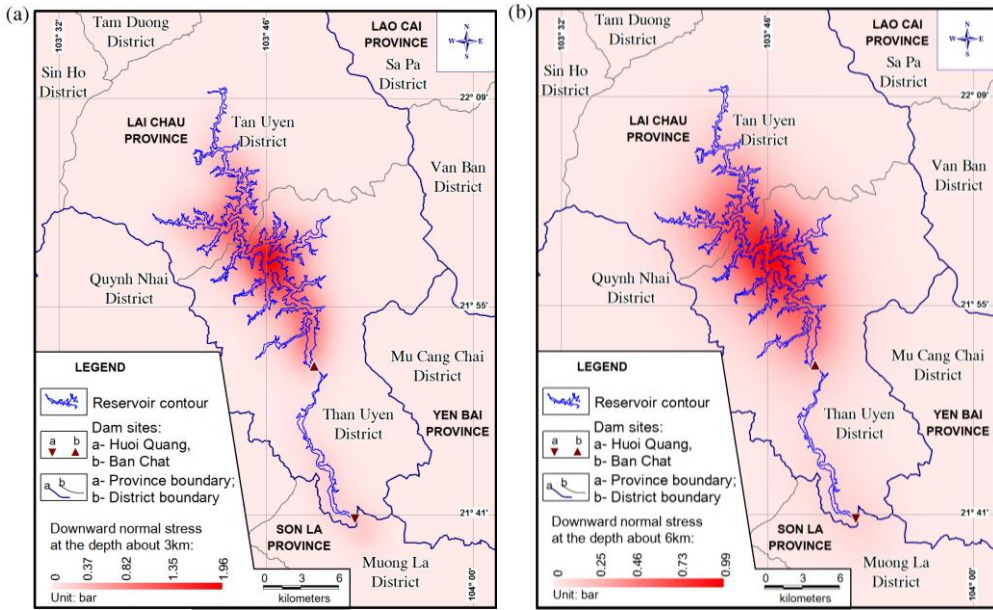 (a)
103° 32'
103° 46'
Tam Duong
District
LAO CAI
PROVINCE
N
W
E
S
Sin Ho
District
Sa Pa
District
22° 09'
LAI CHAU
PROVINCE
Tan Uyen
District
Van Ban
District
Quynh Nhai
District
21° 55'
Mu Cang Chai
District
LEGEND
Reservoir contour
Than Uyen
District
YEN BAI
PROVINCE
a b
Dam sites:
a- Huoi Quang,
b- Ban Chat
a b
a- Province boundary;
b- District boundary
21° 41'
SON LA
PROVINCE
Downward normal stress
at the depth about 3km:
0
0.37
0.82
1.35
1.96
Unit: bar
0 3 6
kilometers
Muong La
District
104° 00'
(b)
103° 32'
103° 46'
Tam Duong
District
LAO CAI
PROVINCE
N
W
E
S
Sin Ho
District
Sa Pa
District
22° 09'
LAI CHAU
PROVINCE
Tan Uyen
District
Van Ban
District
Quynh Nhai
District
21° 55'
Mu Cang Chai
District
LEGEND
Reservoir contour
Than Uyen
District
YEN BAI
PROVINCE
a b
Dam sites:
a- Huoi Quang,
b- Ban Chat
a b
a- Province boundary;
b- District boundary
21° 41'
SON LA
PROVINCE
Downward normal stress
at the depth about 6km:
0
0.25
0.46
0.73
0.99
Unit: bar
0 3 6
kilometers
Muong La
District
104° 00'